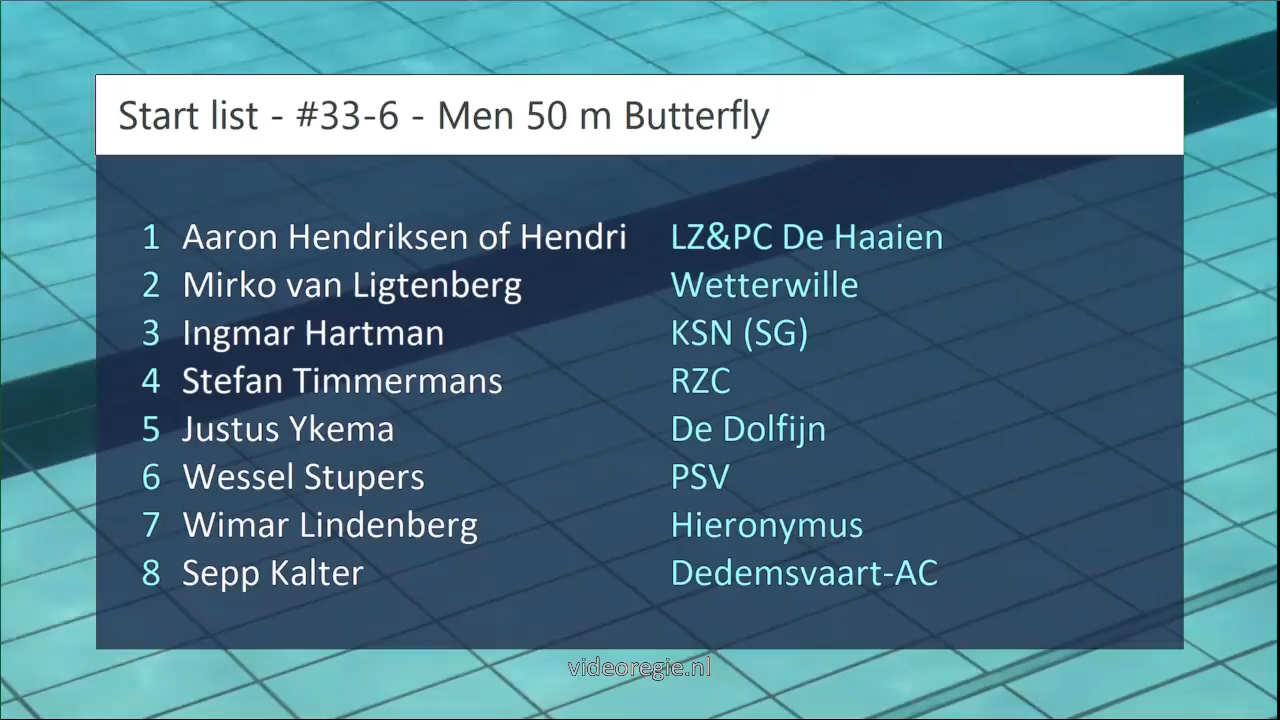 Start list - #33-6 - Men 50 m Butterfly
1 Aaron Hendriksen of Hendri LZ&PC De Haaien
2 Mirko van Ligtenberg Wetterwille
3 Ingmar Hartman KSN (SG)
4 Stefan Timmermans RZC
5 Justus Ykema De Dolfijn
6 Wessel Stupers PSV
7 Wimar Lindenberg Hieronymus
8 Sepp Kalter Dedemsvaart-AC
videoregie.nl